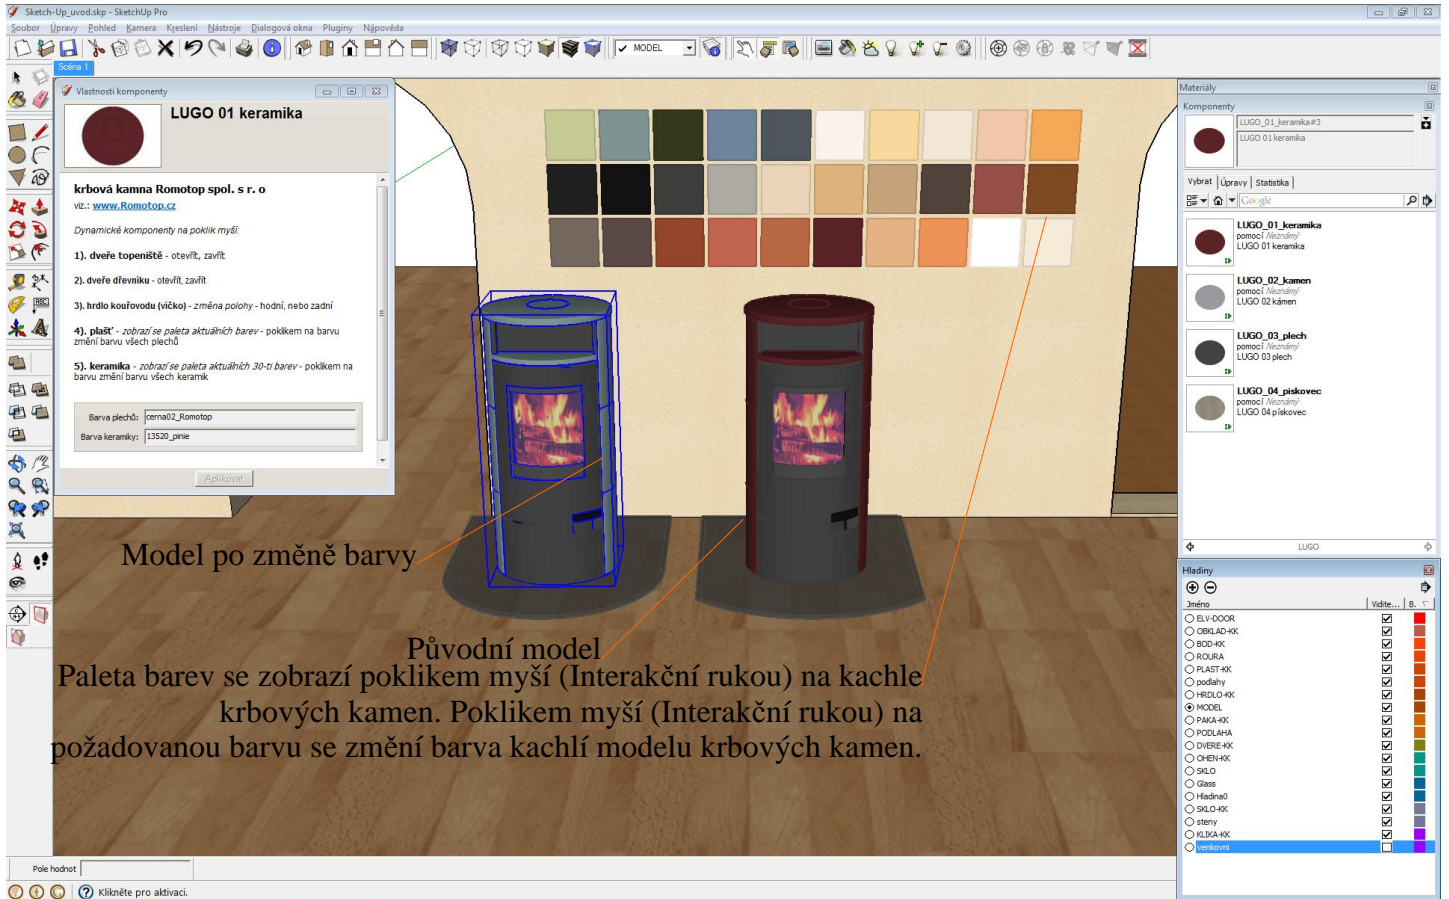 Sketch-Up_uvod.skp - SketchUp Pro
Soubor Úpravy Pohled Kamera Kreslení Nástroje Dialogová okna Pluginy Nápověda
MODEL
Scéna 1
Vlastnosti komponenty
LUGO 01 keramika
krbová kamna Romotop spol. s r. o
viz.: www.Romotop.cz
Dynamické komponenty na poklik myší:
1). dveře topeniště - otevřít, zavřít
2). dveře dřevníku - otevřít, zavřít
3). hrdlo kouřovodu (víčko) - změna polohy - hodní, nebo zadní
4). plašť - zobrazí se paleta aktuálních barev - poklikem na barvu
změní barvu všech plechů
5). keramika - zobrazí se paleta aktuálních 30-ti barev - poklikem na
barvu změní barvu všech keramik
Barva plechů: cerna02_Romotop
Barva keramiky: 13520_pinie
Aplikovat
Model po změně barvy
Původní model
Paleta barev se zobrazí poklikem myší (Interakční rukou) na kachle
krbových kamen. Poklikem myší (Interakční rukou) na
požadovanou barvu se změní barva kachlí modelu krbových kamen.
Materiály
Komponenty
LUGO_01_keramika#3
LUGO 01 keramika
Vybrat Úpravy Statistika
Google
LUGO_01_keramika
pomocí Neznámý
LUGO 01 keramika
LUGO_02_kamen
pomocí Neznámý
LUGO 02 kámen
LUGO_03_plech
pomocí Neznámý
LUGO 03 plech
LUGO_04_piskovec
pomocí Neznámý
LUGO 04 pískovec
LUGO
Hladiny
Jméno Vidite... B.
ELV-DOOR
OBKLAD-KK
BOD-KK
ROURA
PLAST-KK
podlahy
HRDLO-KK
MODEL
PAKA-KK
PODLAHA
DVERE-KK
OHEN-KK
SKLO
Glass
Hladina0
SKLO-KK
steny
KLIKA-KK
venkovni
Pole hodnot
Klikněte pro aktivaci.